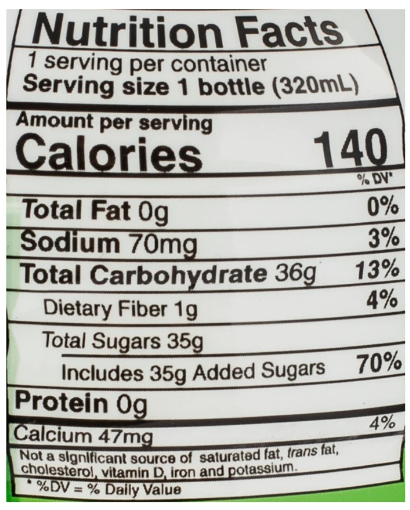 Nutrition Facts
1 serving per container
Serving size 1 bottle (320mL)
Amount per serving
Calories 140
% DV*
Total Fat 0g 0%
Sodium 70mg 3%
Total Carbohydrate 36g 13%
Dietary Fiber 1g 4%
Total Sugars 35g
Includes 35g Added Sugars 70%
Protein 0g
Calcium 47mg 4%
Not a significant source of saturated fat, trans fat,
cholesterol, vitamin D, iron and potassium.
* %DV = % Daily Value